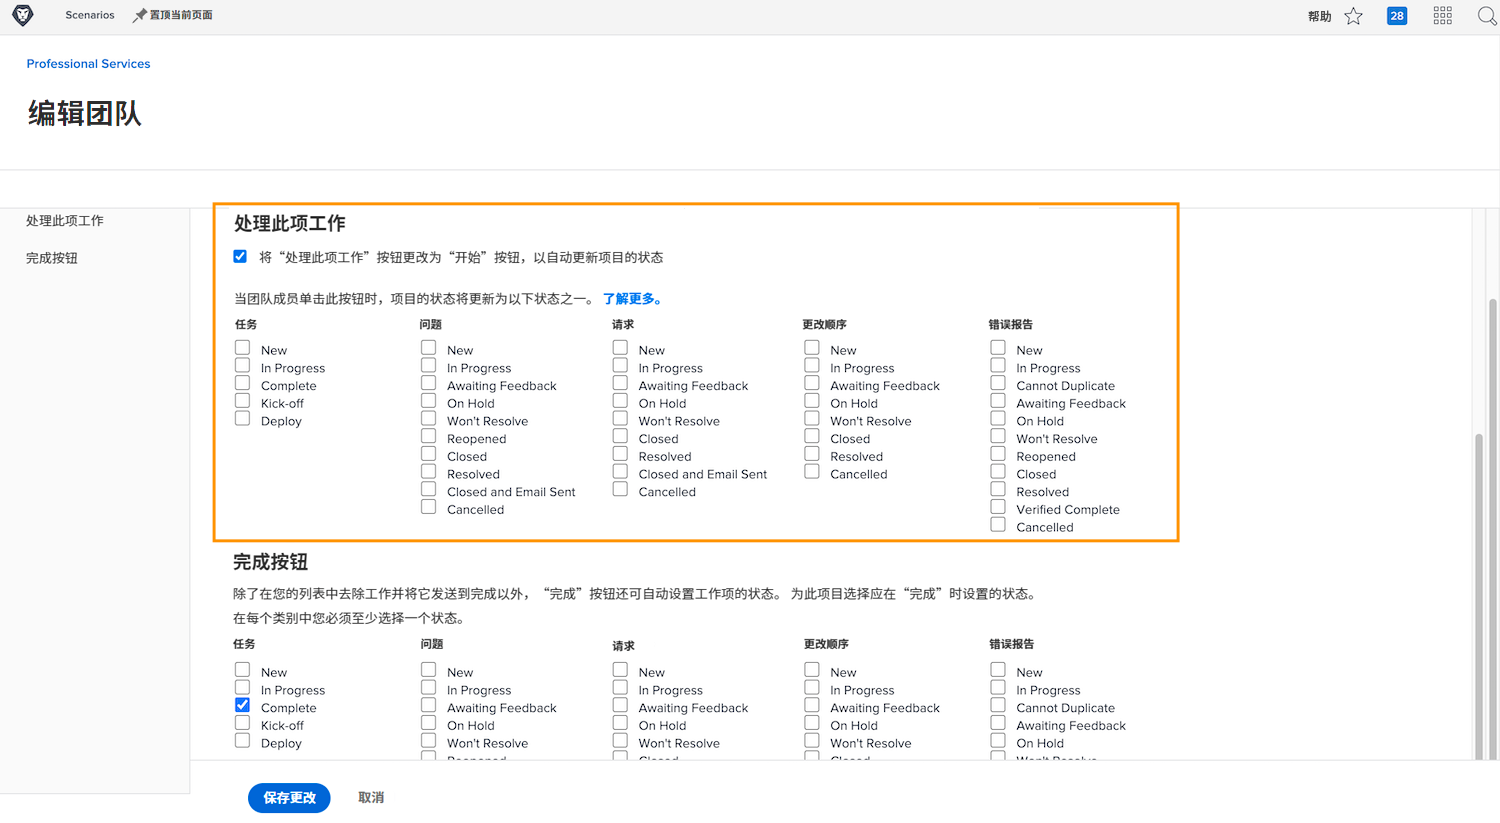 Scenarios 置顶当前页面 帮助 28
Professional Services
编辑团队
处理此项工作
完成按钮
处理此项工作
将“处理此项工作”按钮更改为“开始”按钮，以自动更新项目的状态
当团队成员单击此按钮时，项目的状态将更新为以下状态之一。 了解更多。
任务 问题 请求 更改顺序 错误报告
New New New New New
In Progress In Progress In Progress In Progress In Progress
Complete Awaiting Feedback Awaiting Feedback Awaiting Feedback Cannot Duplicate
Kick-off On Hold On Hold On Hold Awaiting Feedback
Deploy Won't Resolve Won't Resolve Won't Resolve On Hold
Reopened Closed Closed Won't Resolve
Closed Resolved Resolved Reopened
Resolved Closed and Email Sent Cancelled Closed
Closed and Email Sent Cancelled Resolved
Cancelled Verified Complete
Cancelled
完成按钮
除了在您的列表中去除工作并将它发送到完成以外，“完成”按钮还可自动设置工作项的状态。 为此项目选择应在“完成”时设置的状态。
在每个类别中您必须至少选择一个状态。
任务 问题 请求 更改顺序 错误报告
New New New New New
In Progress In Progress In Progress In Progress In Progress
Complete Awaiting Feedback Awaiting Feedback Awaiting Feedback Cannot Duplicate
Kick-off On Hold On Hold On Hold Awaiting Feedback
Deploy Won't Resolve Won't Resolve Won't Resolve On Hold
Reopened Closed Closed Won't Resolve
保存更改 取消